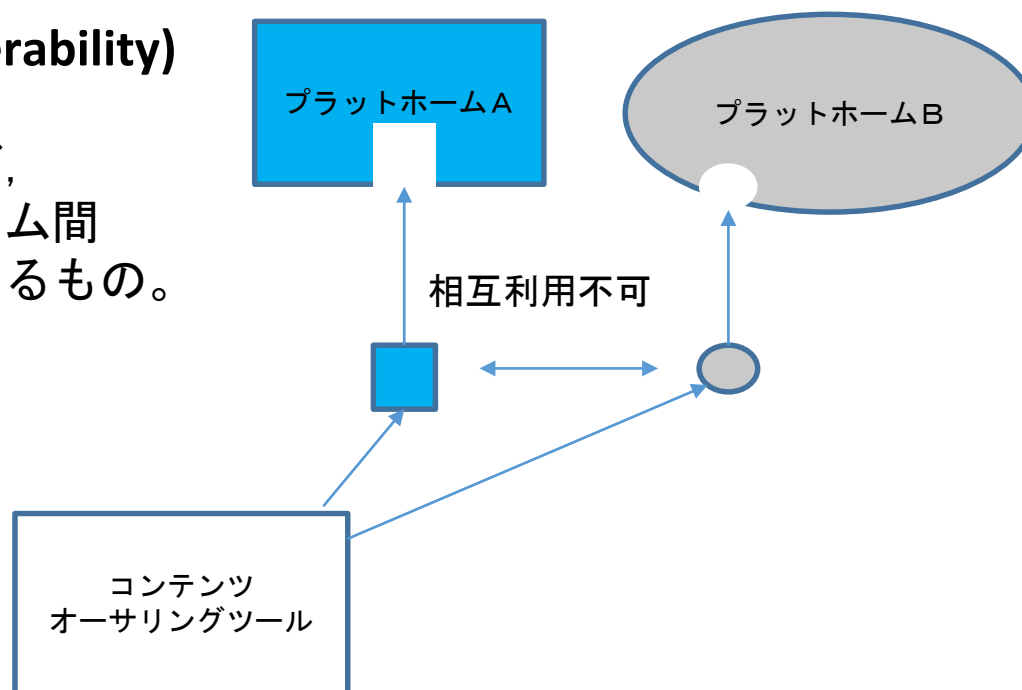 erability)
，
ム間
るもの。
プラットホームA
プラットホームB
相互利用不可
コンテンツ
オーサリングツール